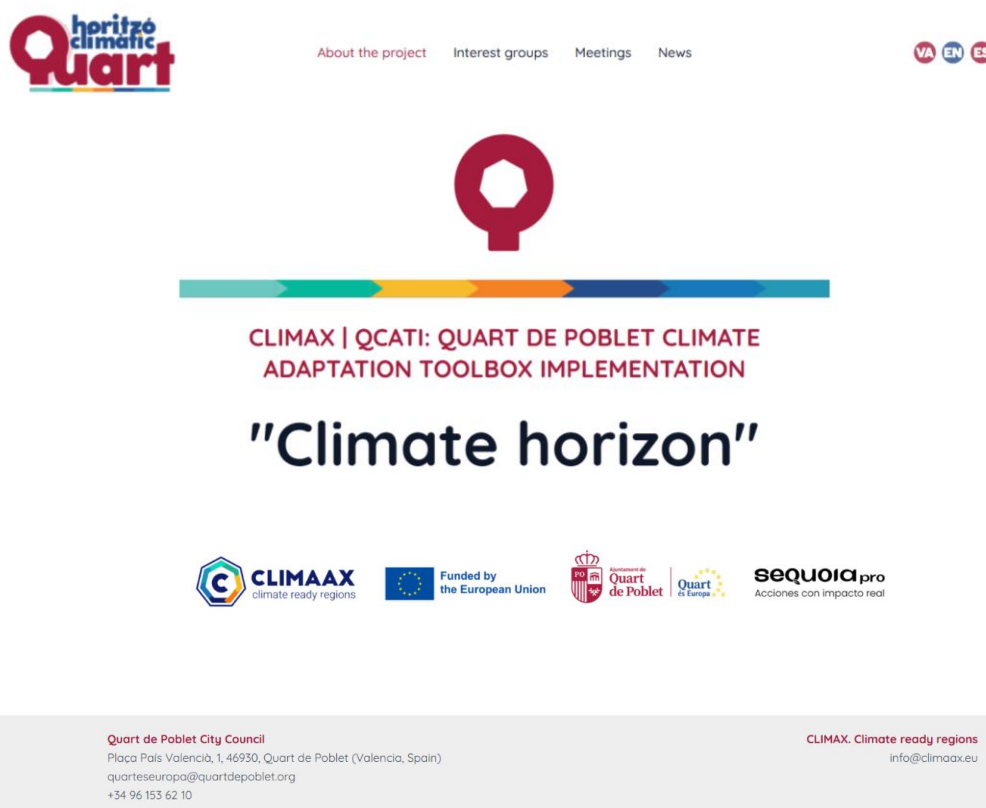 horitzó
climàtic
Quart
About the project Interest groups Meetings News
VA EN ES
CLIMAX | QCATI: QUART DE POBLET CLIMATE
ADAPTATION TOOLBOX IMPLEMENTATION
"Climate horizon"
C CLIMAAX
climate ready regions
Funded by
the European Union
PO
Ajuntament de
Quart
de Poblet
Quart
és Europa
sequoia pro
Acciones con impacto real
Quart de Poblet City Council
Plaça País Valencià, 1, 46930, Quart de Poblet (Valencia, Spain)
quarteseuropa@quartdepoblet.org
+34 96 153 62 10
CLIMAX. Climate ready regions
info@climaax.eu